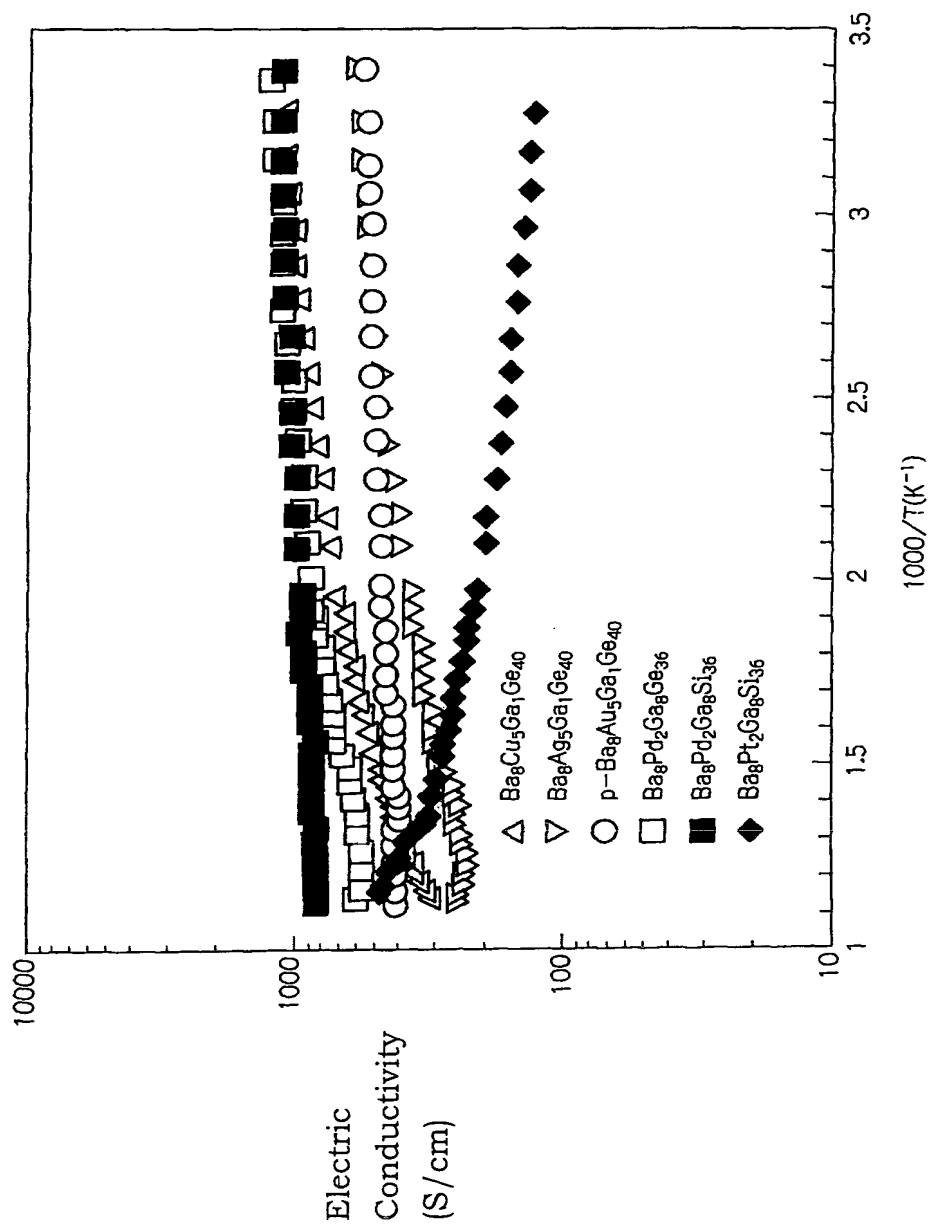 Electric
Conductivity
(S/cm)
10000
1000
100
10
1
1.5
2
2.5
3
3.5
1000/T(K⁻¹)
△ Ba₈Cu₅Ga₁Ge₄₀
▽ Ba₈Ag₅Ga₁Ge₄₀
○ p-Ba₈Au₅Ga₁Ge₄₀
□ Ba₈Pd₂Ga₈Ge₃₆
■ Ba₈Pd₂Ga₈Si₃₆
◆ Ba₈Pt₂Ga₈Si₃₆